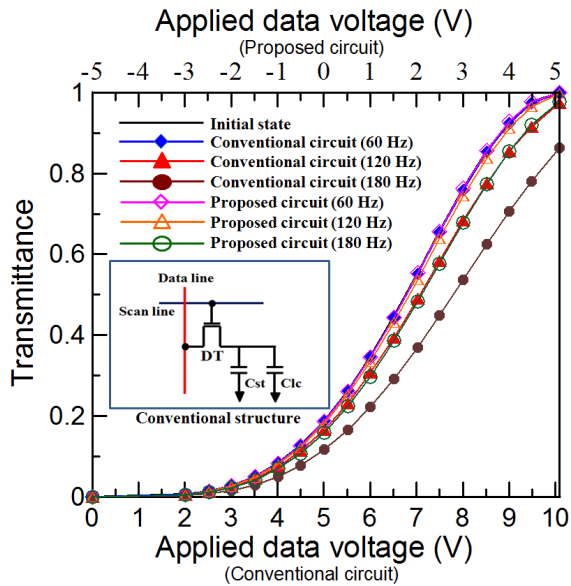 Applied data voltage (V)
(Proposed circuit)
-5 -3 -2 -1 0 1 2 3 4 5
Transmittance
1
0.8
0.6
0.4
0.2
0
Initial state
Conventional circuit (60 Hz)
Conventional circuit (120 Hz)
Conventional circuit (180 Hz)
Proposed circuit (60 Hz)
Proposed circuit (120 Hz)
Proposed circuit (180 Hz)
Data line
Scan line
DT
Cst Clc
Conventional structure
0 2 3 4 5 6 7 8 9 10
Applied data voltage (V)
(Conventional circuit)